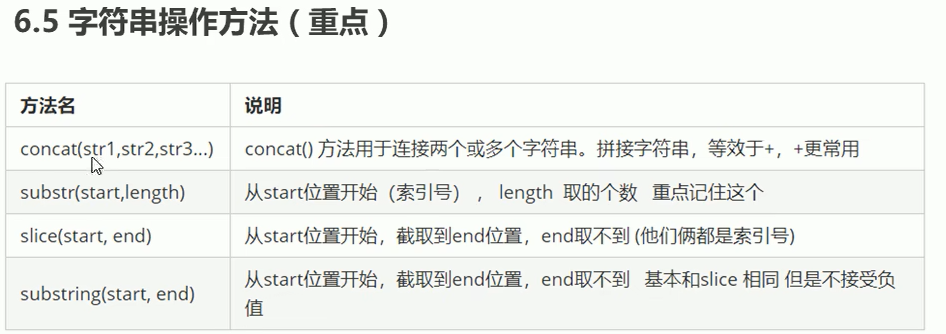 6.5 字符串操作方法（重点）
方法名 说明
concat(str1,str2,str3...) concat() 方法用于连接两个或多个字符串。拼接字符串，等效于+，+更常用
substr(start,length) 从start位置开始（索引号）， length 取的个数 重点记住这个
slice(start, end) 从start位置开始，截取到end位置，end取不到 (他们俩都是索引号)
substring(start, end) 从start位置开始，截取到end位置，end取不到 基本和slice 相同 但是不接受负
值